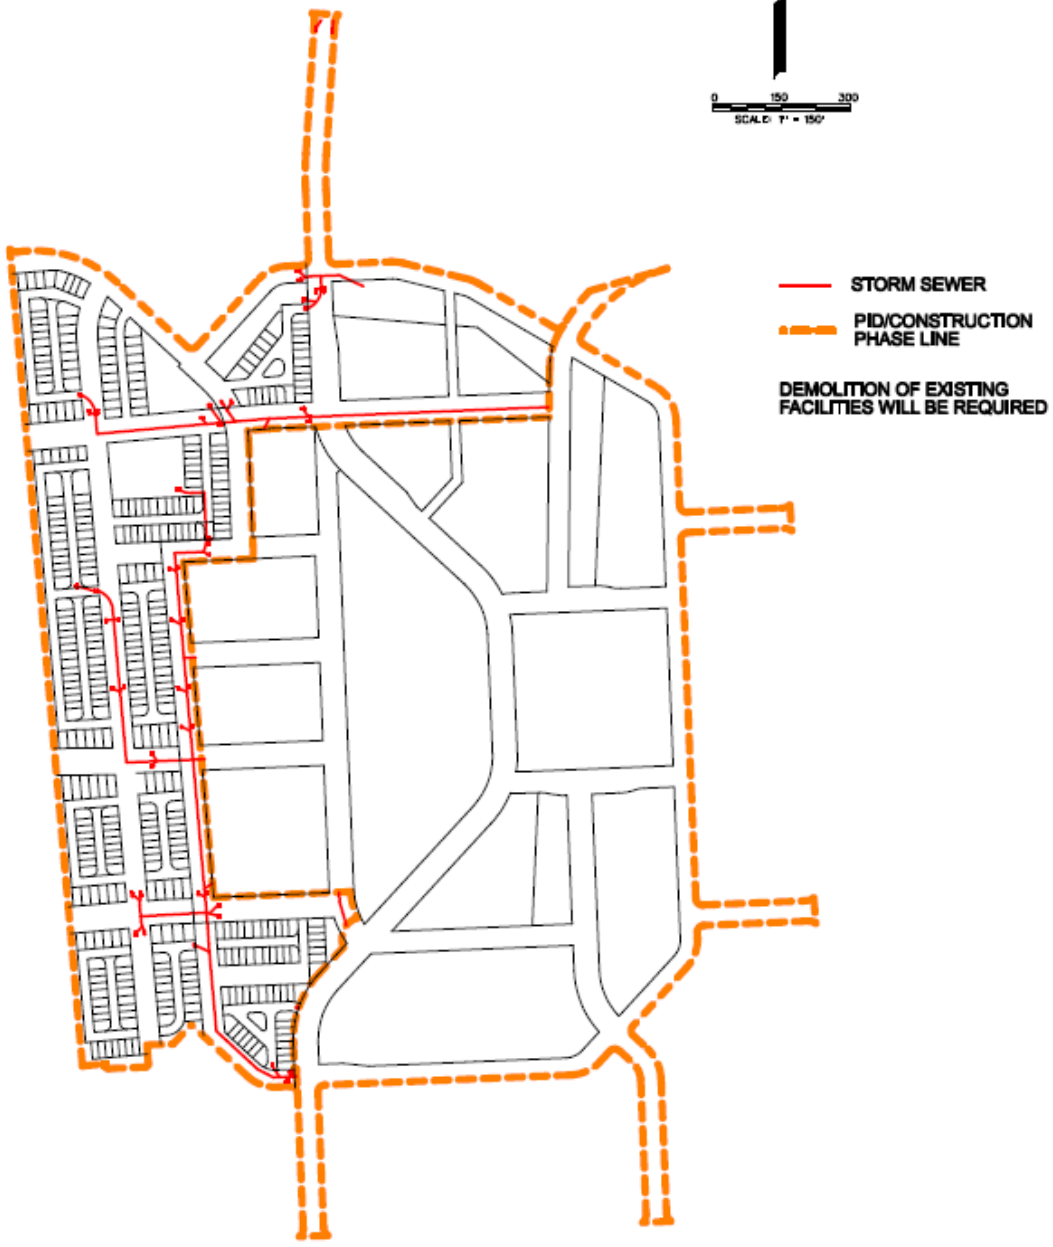 0 150 300
SCALE: 1" = 150'
STORM SEWER
PID/CONSTRUCTION
PHASE LINE
DEMOLITION OF EXISTING
FACILITIES WILL BE REQUIRED